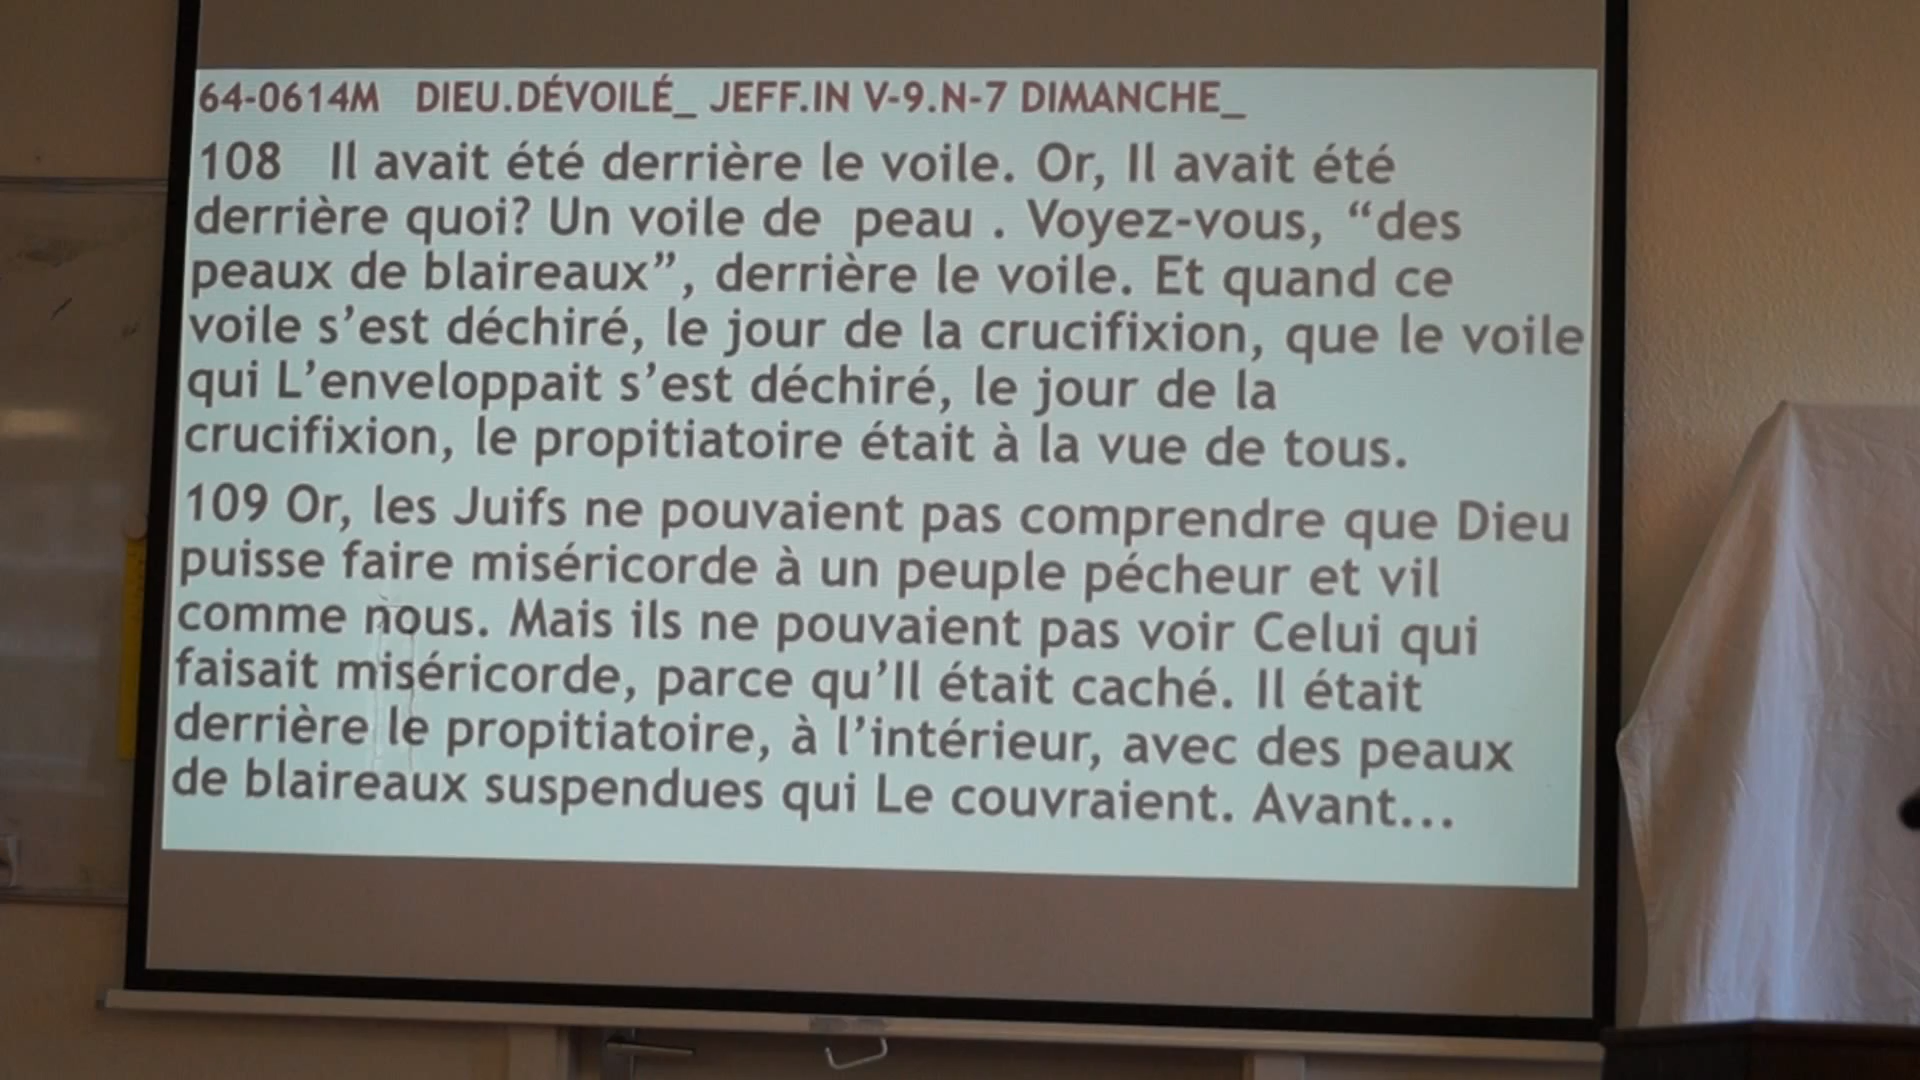 64-0614M DIEU.DÉVOILÉ_ JEFF.IN V-9.N-7 DIMANCHE_
108 Il avait été derrière le voile. Or, Il avait été
derrière quoi? Un voile de peau . Voyez-vous, “des
peaux de blaireaux”, derrière le voile. Et quand ce
voile s’est déchiré, le jour de la crucifixion, que le voile
qui L’enveloppait s’est déchiré, le jour de la
crucifixion, le propitiatoire était à la vue de tous.
109 Or, les Juifs ne pouvaient pas comprendre que Dieu
puisse faire miséricorde à un peuple pécheur et vil
comme nous. Mais ils ne pouvaient pas voir Celui qui
faisait miséricorde, parce qu’Il était caché. Il était
derrière le propitiatoire, à l’intérieur, avec des peaux
de blaireaux suspendues qui Le couvraient. Avant...